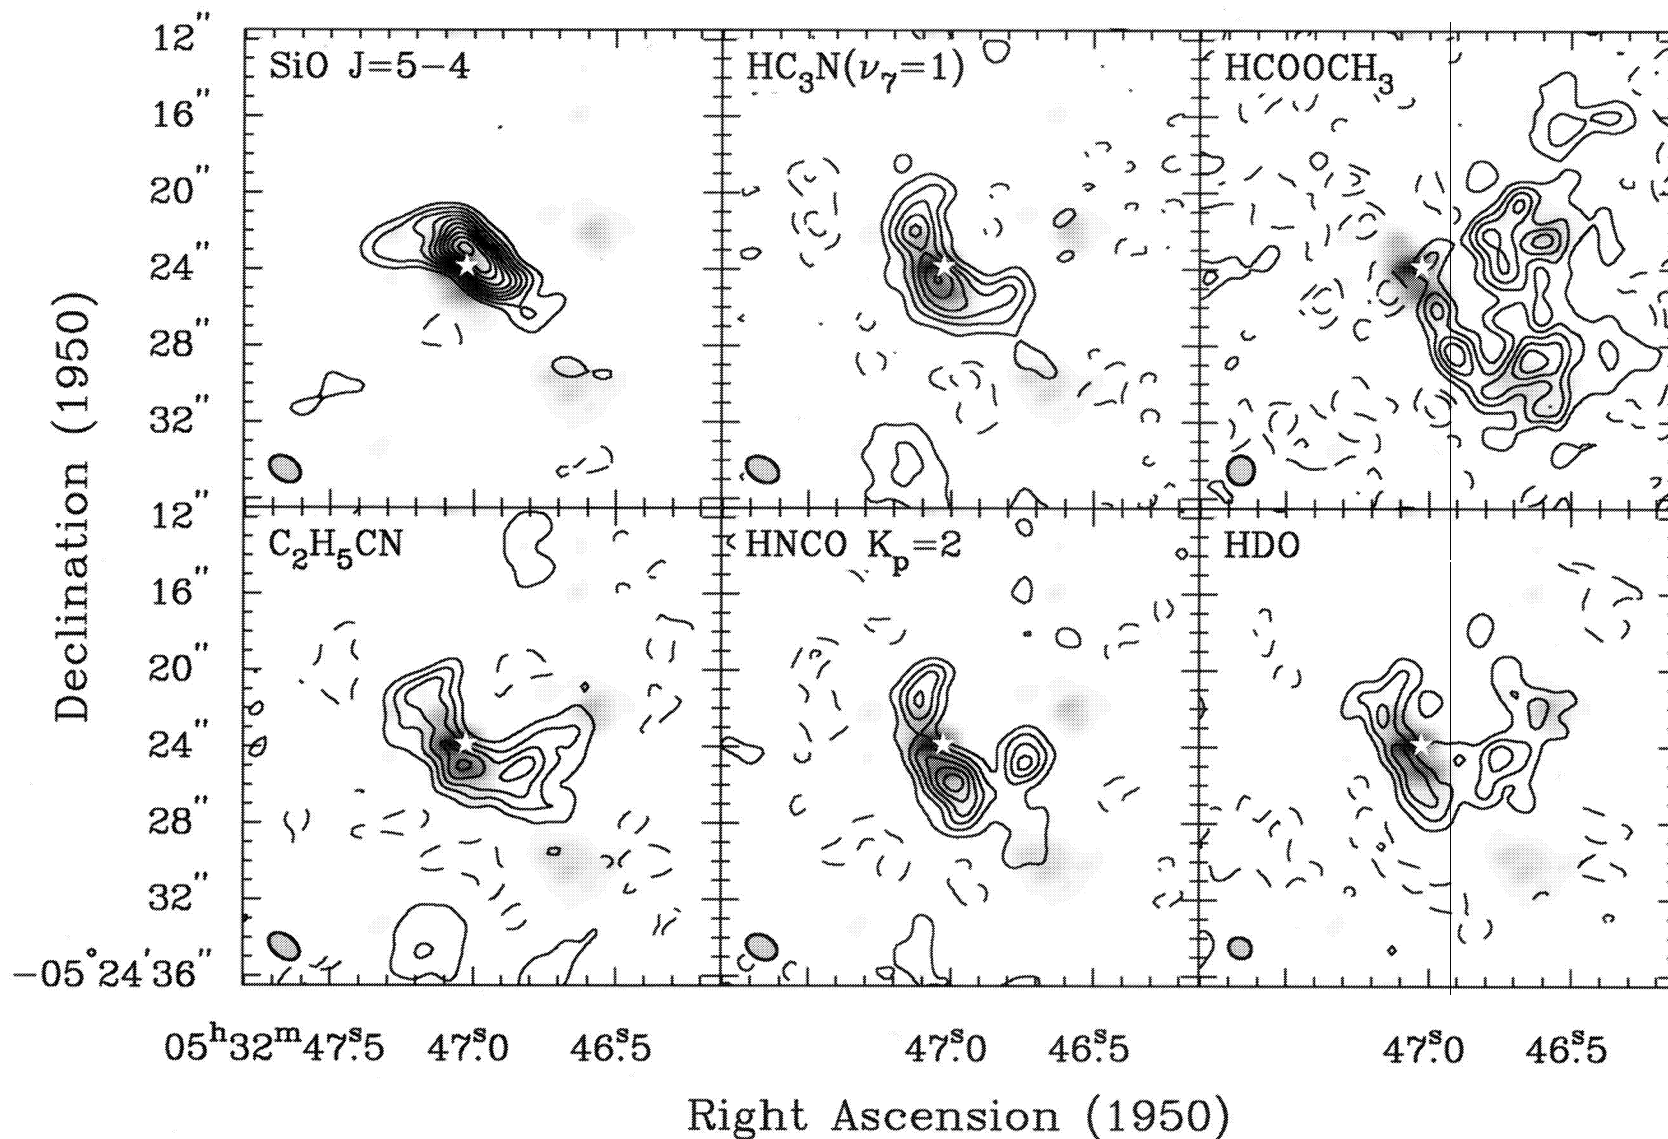 12″
16″
20″
24″
28″
32″
12″
16″
20″
24″
28″
32″
−05°24′36″
Declination (1950)
SiO J=5−4
HC₃N(ν₇=1)
HCOOCH₃
C₂H₅CN
HNCO Kₚ=2
HDO
05ʰ32ᵐ47ˢ.5 47ˢ.0 46ˢ.5 47ˢ.0 46ˢ.5 47ˢ.0 46ˢ.5
Right Ascension (1950)